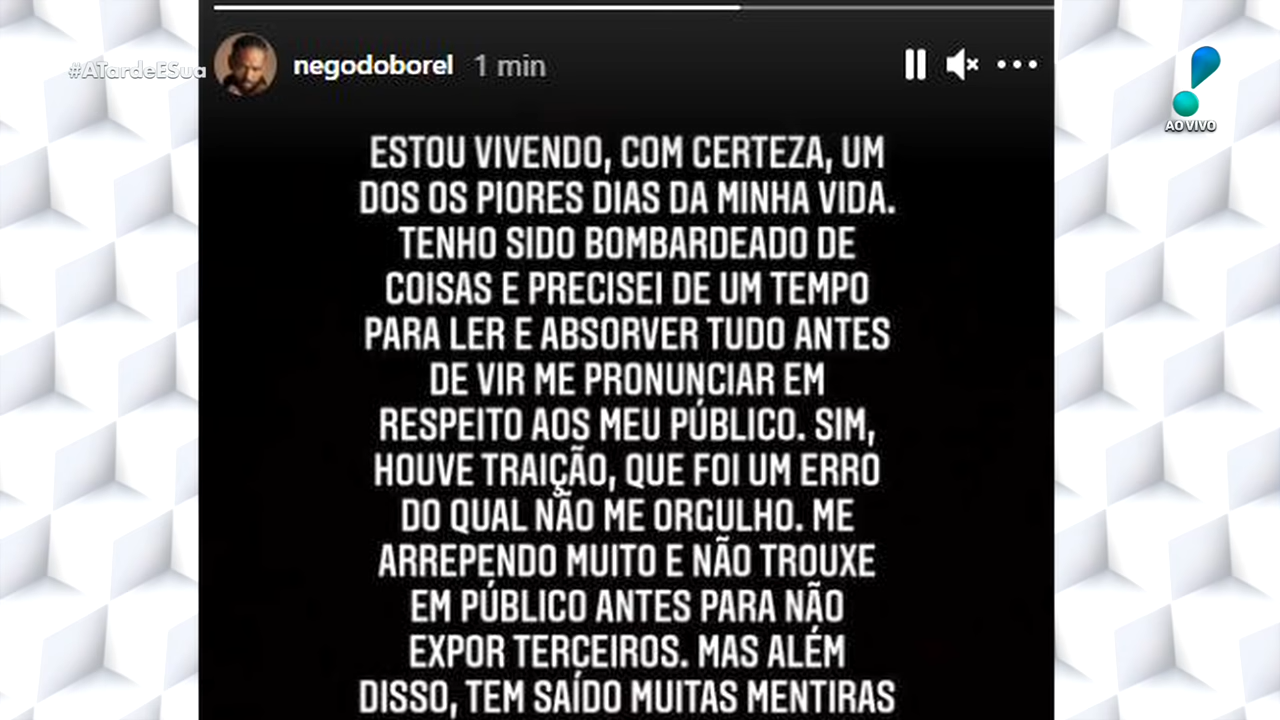 #ATardeESua
negodoborel 1 min
AO VIVO
ESTOU VIVENDO, COM CERTEZA, UM
DOS OS PIORES DIAS DA MINHA VIDA.
TENHO SIDO BOMBARDEADO DE
COISAS E PRECISEI DE UM TEMPO
PARA LER E ABSORVER TUDO ANTES
DE VIR ME PRONUNCIAR EM
RESPEITO AOS MEU PÚBLICO. SIM,
HOUVE TRAIÇÃO, QUE FOI UM ERRO
DO QUAL NÃO ME ORGULHO. ME
ARREPENDO MUITO E NÃO TROUXE
EM PÚBLICO ANTES PARA NÃO
EXPOR TERCEIROS. MAS ALÉM
DISSO, TEM SAÍDO MUITAS MENTIRAS